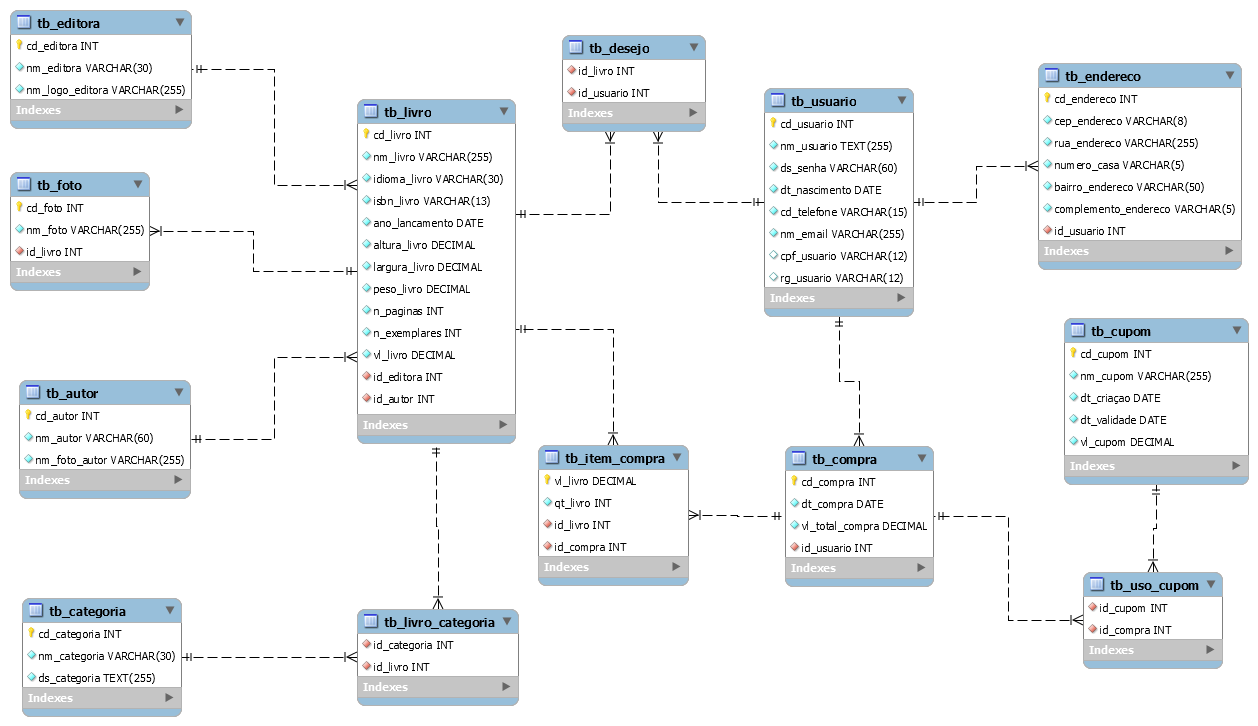 tb_editora
cd_editora INT
nm_editora VARCHAR(30)
nm_logo_editora VARCHAR(255)
Indexes
tb_foto
cd_foto INT
nm_foto VARCHAR(255)
id_livro INT
Indexes
tb_autor
cd_autor INT
nm_autor VARCHAR(60)
nm_foto_autor VARCHAR(255)
Indexes
tb_categoria
cd_categoria INT
nm_categoria VARCHAR(30)
ds_categoria TEXT(255)
Indexes
tb_livro
cd_livro INT
nm_livro VARCHAR(255)
idioma_livro VARCHAR(30)
isbn_livro VARCHAR(13)
ano_lancamento DATE
altura_livro DECIMAL
largura_livro DECIMAL
peso_livro DECIMAL
n_paginas INT
n_exemplares INT
vl_livro DECIMAL
id_editora INT
id_autor INT
Indexes
tb_livro_categoria
id_categoria INT
id_livro INT
Indexes
tb_desejo
id_livro INT
id_usuario INT
Indexes
tb_item_compra
vl_livro DECIMAL
qt_livro INT
id_livro INT
id_compra INT
Indexes
tb_usuario
cd_usuario INT
nm_usuario TEXT(255)
ds_senha VARCHAR(60)
dt_nascimento DATE
cd_telefone VARCHAR(15)
nm_email VARCHAR(255)
cpf_usuario VARCHAR(12)
rg_usuario VARCHAR(12)
Indexes
tb_compra
cd_compra INT
dt_compra DATE
vl_total_compra DECIMAL
id_usuario INT
Indexes
tb_endereco
cd_endereco INT
cep_endereco VARCHAR(8)
rua_endereco VARCHAR(255)
numero_casa VARCHAR(5)
bairro_endereco VARCHAR(50)
complemento_endereco VARCHAR(5)
id_usuario INT
Indexes
tb_cupom
cd_cupom INT
nm_cupom VARCHAR(255)
dt_criaçao DATE
dt_validade DATE
vl_cupom DECIMAL
Indexes
tb_uso_cupom
id_cupom INT
id_compra INT
Indexes